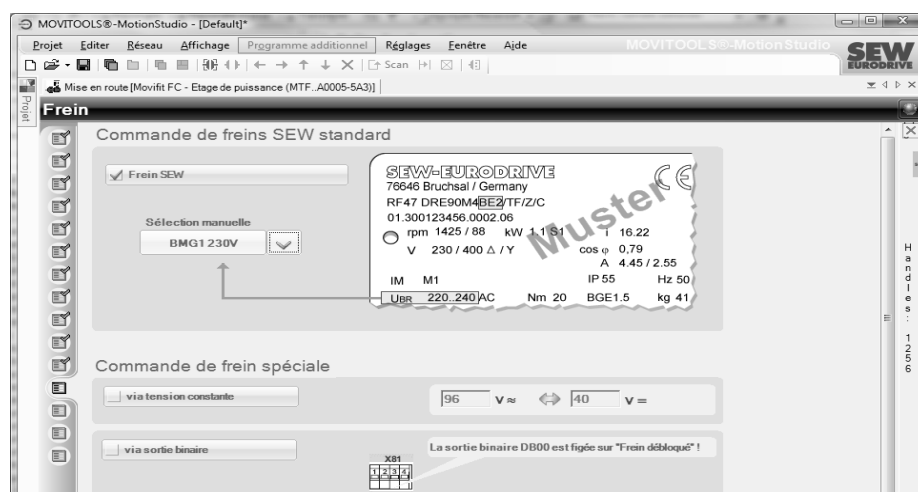 MOVITOOLS®-MotionStudio - [Default]*
Projet Editer Réseau Affichage Programme additionnel Réglages Fenêtre Aide MOVITOOLS®-MotionStudio
SEW
EURODRIVE
Scan
Mise en route [Movifit FC - Etage de puissance (MTF..A0005-5A3)]
Projet
Frein
Commande de freins SEW standard
Frein SEW
Sélection manuelle
BMG1 230V
SEW-EURODRIVE
CE
76646 Bruchsal / Germany
RF47 DRE90M4BE2/TF/Z/C
01.300123456.0002.06
rpm 1425 / 88 kW 1.1 S1 i 16.22
V 230 / 400 Δ / Y cos φ 0,79
A 4.45 / 2.55
IM M1 IP 55 Hz 50
UBR 220..240 AC Nm 20 BGE1.5 kg 41
Muster
Handles: 1256
Commande de frein spéciale
via tension constante
96 V ≈ 40 V =
via sortie binaire
La sortie binaire DB00 est figée sur "Frein débloqué" !
X81
1 2 3 4